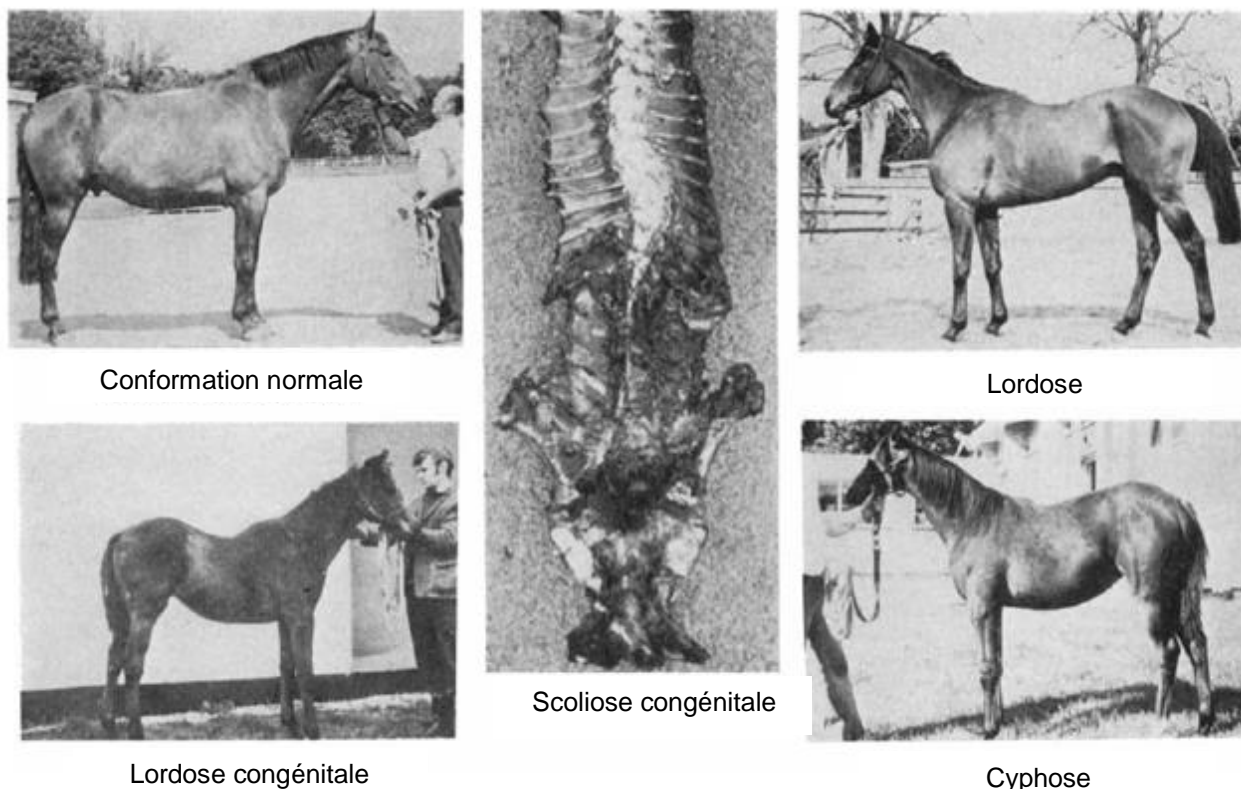 Conformation normale
Lordose
Scoliose congénitale
Lordose congénitale
Cyphose